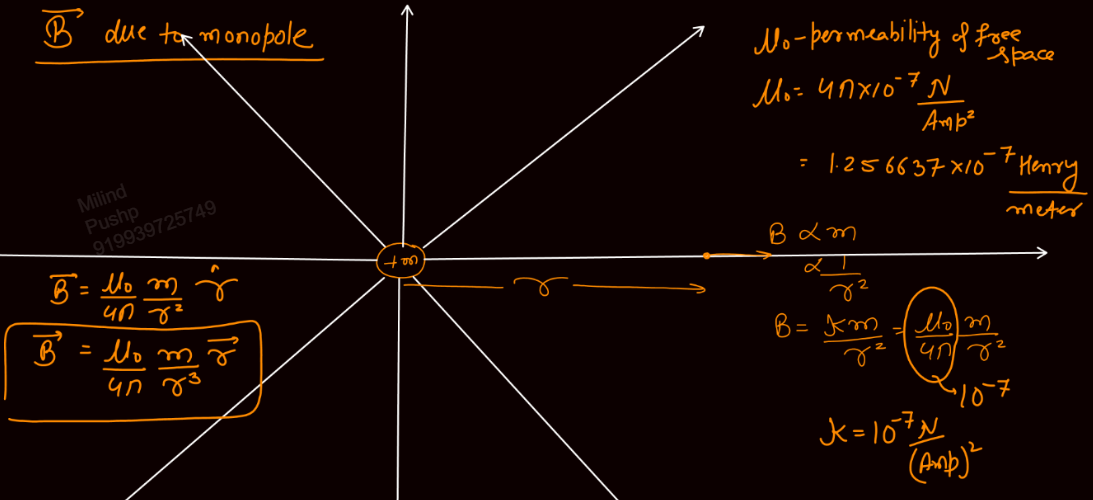 B⃗ due to monopole
μ₀ - permeability of free space
μ₀ = 4π×10⁻⁷ N/Amp²
= 1.256637×10⁻⁷ Henry/meter
Milind
Pushp
919939725749
+m
r
B ∝ m
∝ 1/r²
B⃗ = μ₀/4π m/r² r̂
B⃗ = μ₀/4π m/r³ r⃗
B = Km/r² = μ₀/4π m/r²
10⁻⁷
K = 10⁻⁷ N/(Amp)²